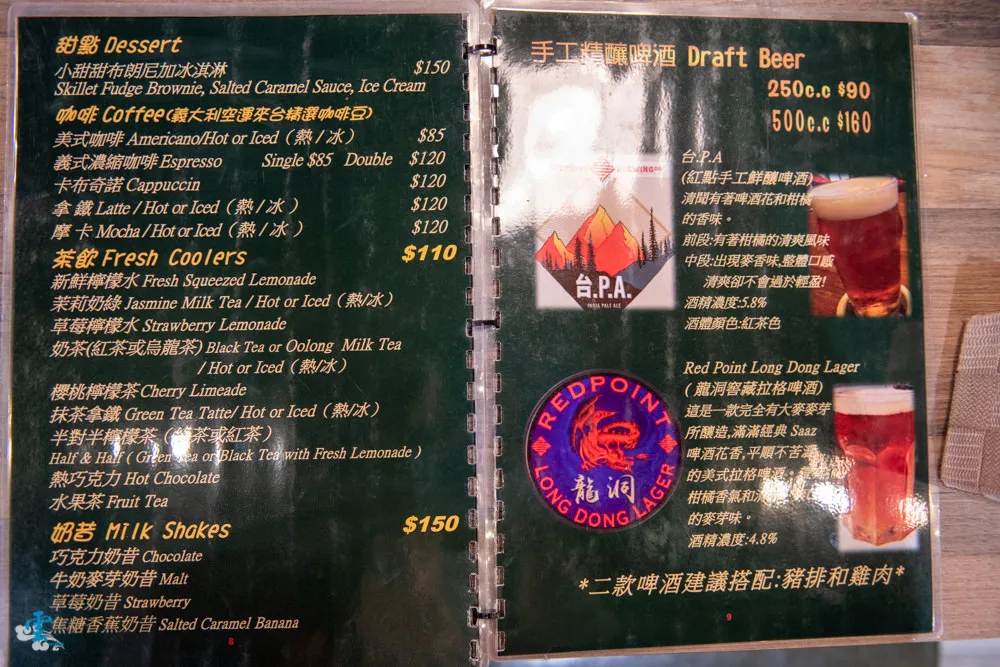 甜點 Dessert
小甜甜布朗尼加冰淇淋 $150
Skillet Fudge Brownie, Salted Caramel Sauce, Ice Cream
咖啡 Coffee(義大利空運來台精選咖啡豆)
美式咖啡 Americano/Hot or Iced (熱 / 冰) $85
義式濃縮咖啡 Espresso Single $85 Double $120
卡布奇諾 Cappuccin $120
拿 鐵 Latte / Hot or Iced (熱 / 冰 ) $120
摩 卡 Mocha / Hot or Iced (熱 / 冰 ) $120
茶飲 Fresh Coolers $110
新鮮檸檬水 Fresh Squeezed Lemonade
茉莉奶綠 Jasmine Milk Tea / Hot or Iced (熱/冰)
草莓檸檬水 Strawberry Lemonade
奶茶(紅茶或烏龍茶) Black Tea or Oolong Milk Tea
/ Hot or Iced (熱/冰)
櫻桃檸檬茶 Cherry Limeade
抹茶拿鐵 Green Tea Tatte/ Hot or Iced (熱/冰)
半對半檸檬茶 (綠茶或紅茶)
Half & Half ( Green Tea or Black Tea with Fresh Lemonade )
熱巧克力 Hot Chocolate
水果茶 Fruit Tea
奶昔 Milk Shakes $150
巧克力奶昔 Chocolate
牛奶麥芽奶昔 Malt
草莓奶昔 Strawberry
焦糖香蕉奶昔 Salted Caramel Banana
8
手工精釀啤酒 Draft Beer
250c.c $90
500c.c $160
台.P.A
(紅點手工鮮釀啤酒)
清聞有著啤酒花和柑橘
的香味。
前段:有著柑橘的清爽風味
中段:出現麥香味,整體口感
清爽卻不會過於輕盈!
酒精濃度:5.8%
酒體顏色:紅茶色
BREWING
台.P.A.
INDIA PALE ALE
Red Point Long Dong Lager
( 龍洞窖藏拉格啤酒)
這是一款完全有大麥麥芽
所釀造,滿滿經典 Saaz
啤酒花香,平順不苦澀
的美式拉格啤酒
柑橘香氣和
的麥芽味。
酒精濃度:4.8%
REDPOINT
龍洞
LONG DONG LAGER
*二款啤酒建議搭配:豬排和雞肉*
9